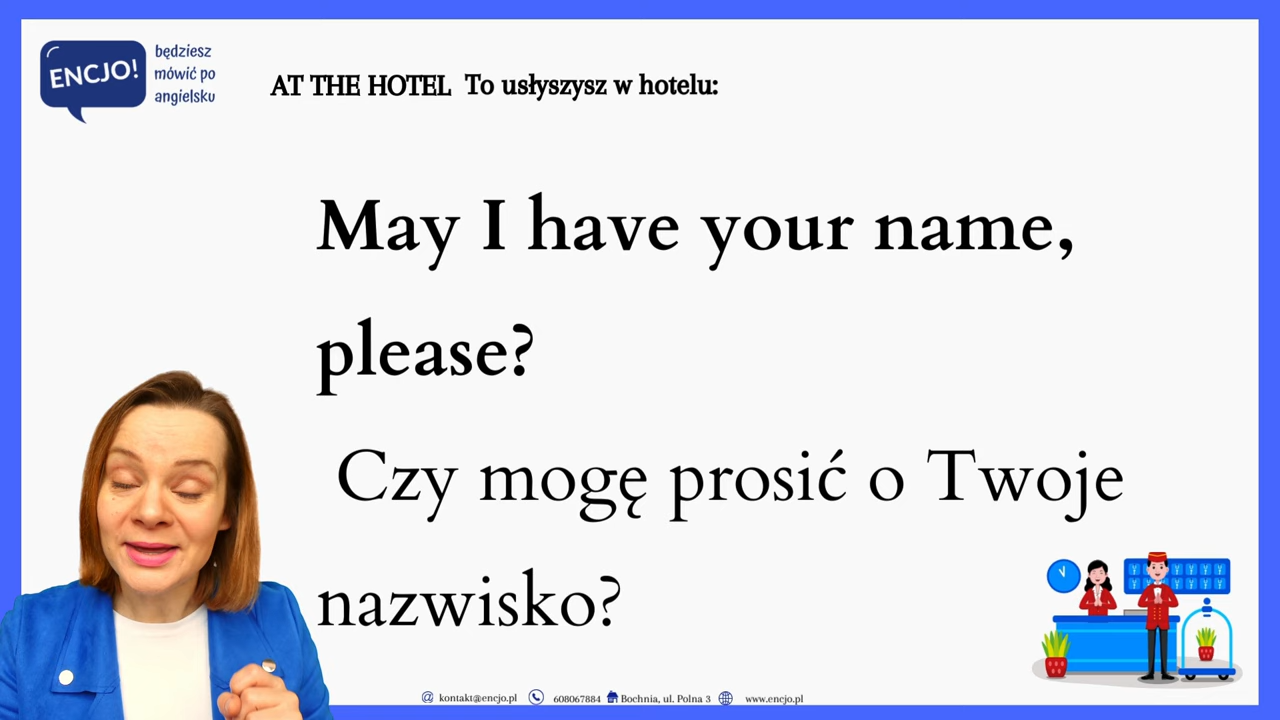 ENCJO!
będziesz
mówić po
angielsku
AT THE HOTEL To usłyszysz w hotelu:
May I have your name,
please?
Czy mogę prosić o Twoje
nazwisko?
kontakt@encjo.pl 608067884 Bochnia, ul. Polna 3 www.encjo.pl